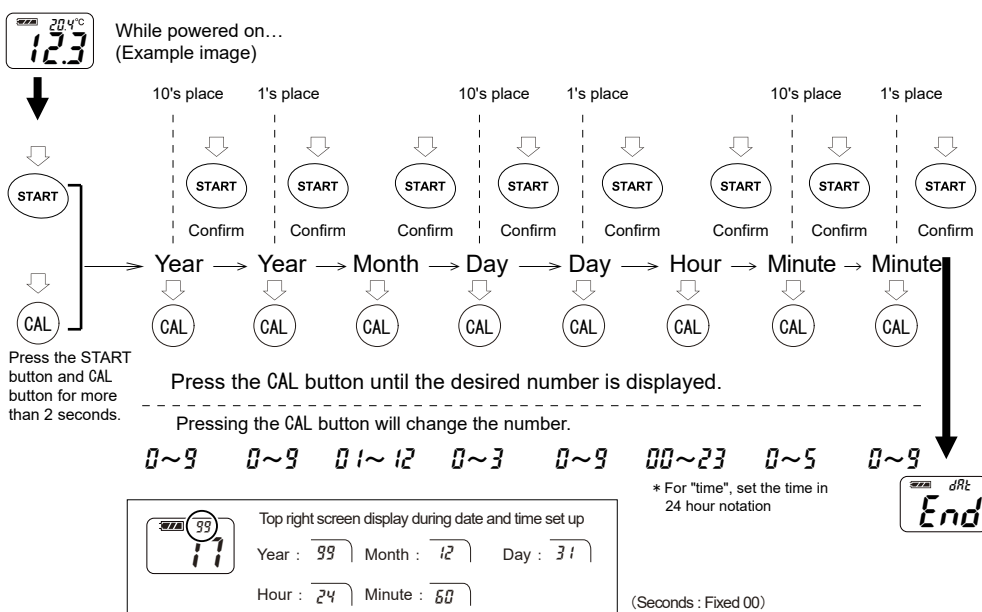 20.4°C
12.3
While powered on…
(Example image)
10's place 1's place 10's place 1's place 10's place 1's place
START START START START START START START START START
Confirm Confirm Confirm Confirm Confirm Confirm Confirm Confirm
Year Year Month Day Day Hour Minute Minute
CAL CAL CAL CAL CAL CAL CAL CAL CAL
Press the START
button and CAL
button for more
than 2 seconds.
Press the CAL button until the desired number is displayed.
Pressing the CAL button will change the number.
0~9 0~9 01~12 0~3 0~9 00~23 0~5 0~9
* For "time", set the time in
24 hour notation
dAt
End
99
17
Top right screen display during date and time set up
Year : 99 Month : 12 Day : 31
Hour : 24 Minute : 60
(Seconds : Fixed 00)